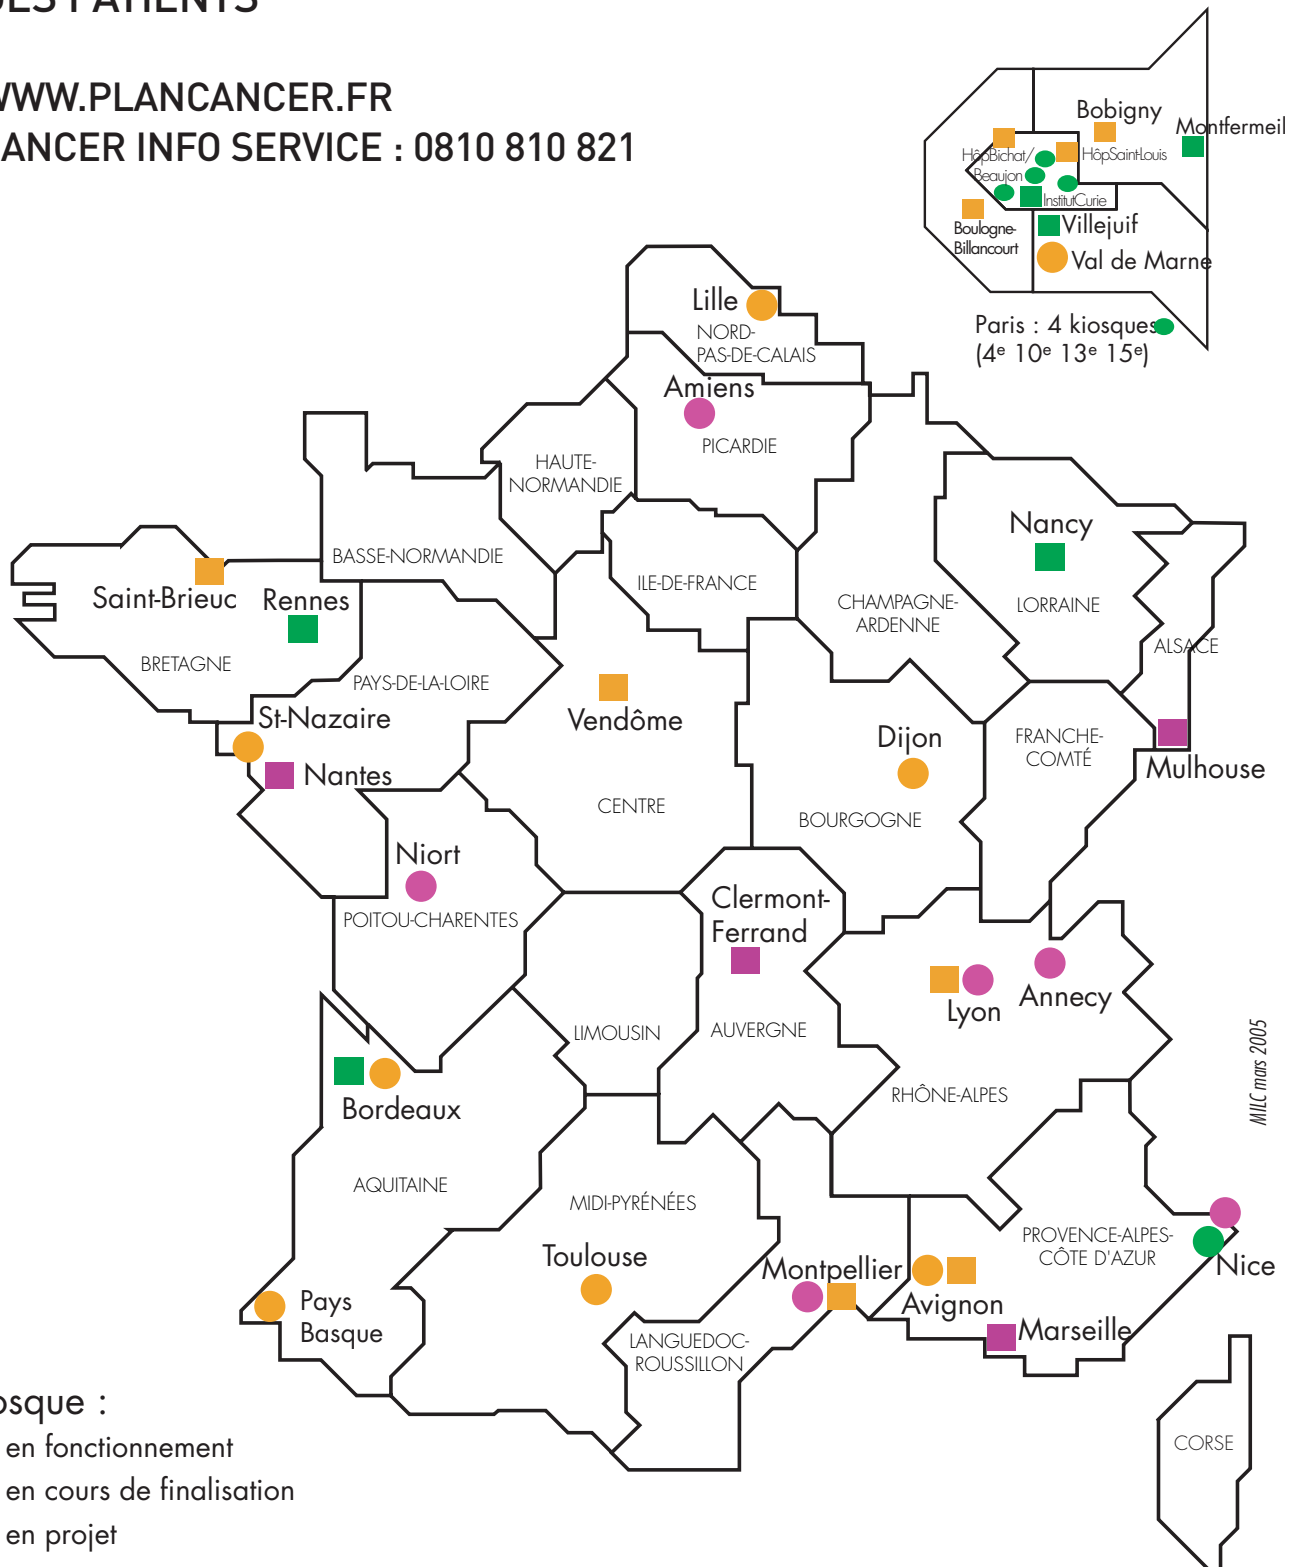 DES PATIENTS
WWW.PLANCANCER.FR
CANCER INFO SERVICE : 0810 810 821
Bobigny
Montfermeil
HôpBichat/
Beaujon
HôpSaintLouis
InstitutCurie
Boulogne-
Billancourt
Villejuif
Val de Marne
Paris : 4 kiosques
(4e 10e 13e 15e)
Lille
NORD-
PAS-DE-CALAIS
Amiens
PICARDIE
HAUTE-
NORMANDIE
BASSE-NORMANDIE
ILE-DE-FRANCE
CHAMPAGNE-
ARDENNE
Nancy
LORRAINE
ALSACE
Saint-Brieuc
Rennes
BRETAGNE
PAYS-DE-LA-LOIRE
St-Nazaire
Nantes
Vendôme
CENTRE
Dijon
BOURGOGNE
FRANCHE-
COMTÉ
Mulhouse
Niort
POITOU-CHARENTES
Clermont-
Ferrand
LIMOUSIN
AUVERGNE
Lyon
Annecy
RHÔNE-ALPES
MILC mars 2005
Bordeaux
AQUITAINE
MIDI-PYRÉNÉES
Toulouse
Pays
Basque
Montpellier
LANGUEDOC-
ROUSSILLON
Avignon
Marseille
PROVENCE-ALPES-
CÔTE D'AZUR
Nice
CORSE
osque :
en fonctionnement
en cours de finalisation
en projet